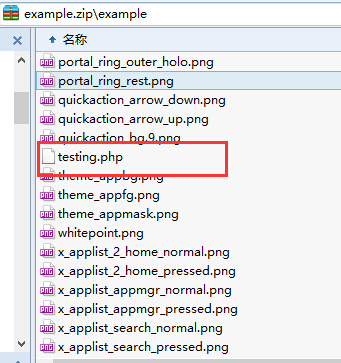 example.zip\example
名称
portal_ring_outer_holo.png
portal_ring_rest.png
quickaction_arrow_down.png
quickaction_arrow_up.png
quickaction_bg.9.png
testing.php
theme_appbg.png
theme_appfg.png
theme_appmask.png
whitepoint.png
x_applist_2_home_normal.png
x_applist_2_home_pressed.png
x_applist_appmgr_normal.png
x_applist_appmgr_pressed.png
x_applist_search_normal.png
x_applist_search_pressed.png